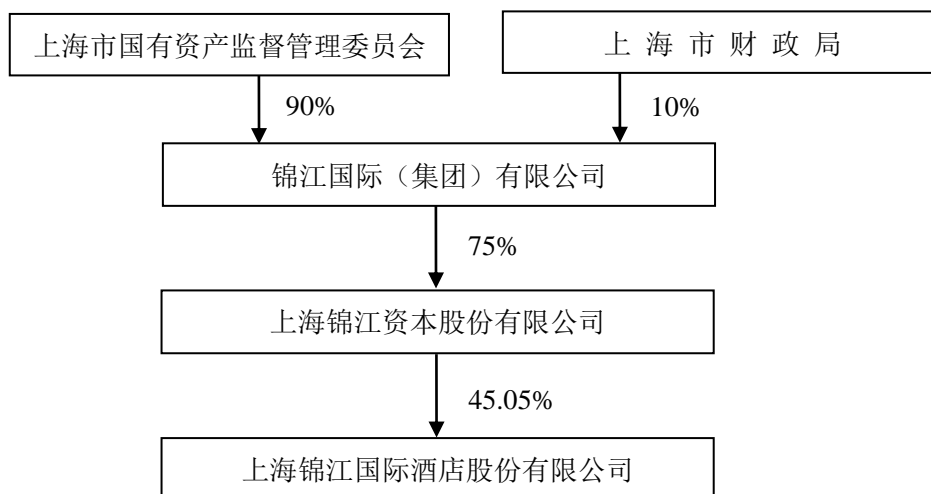 上海市国有资产监督管理委员会
上海市财政局
90%
10%
锦江国际（集团）有限公司
75%
上海锦江资本股份有限公司
45.05%
上海锦江国际酒店股份有限公司